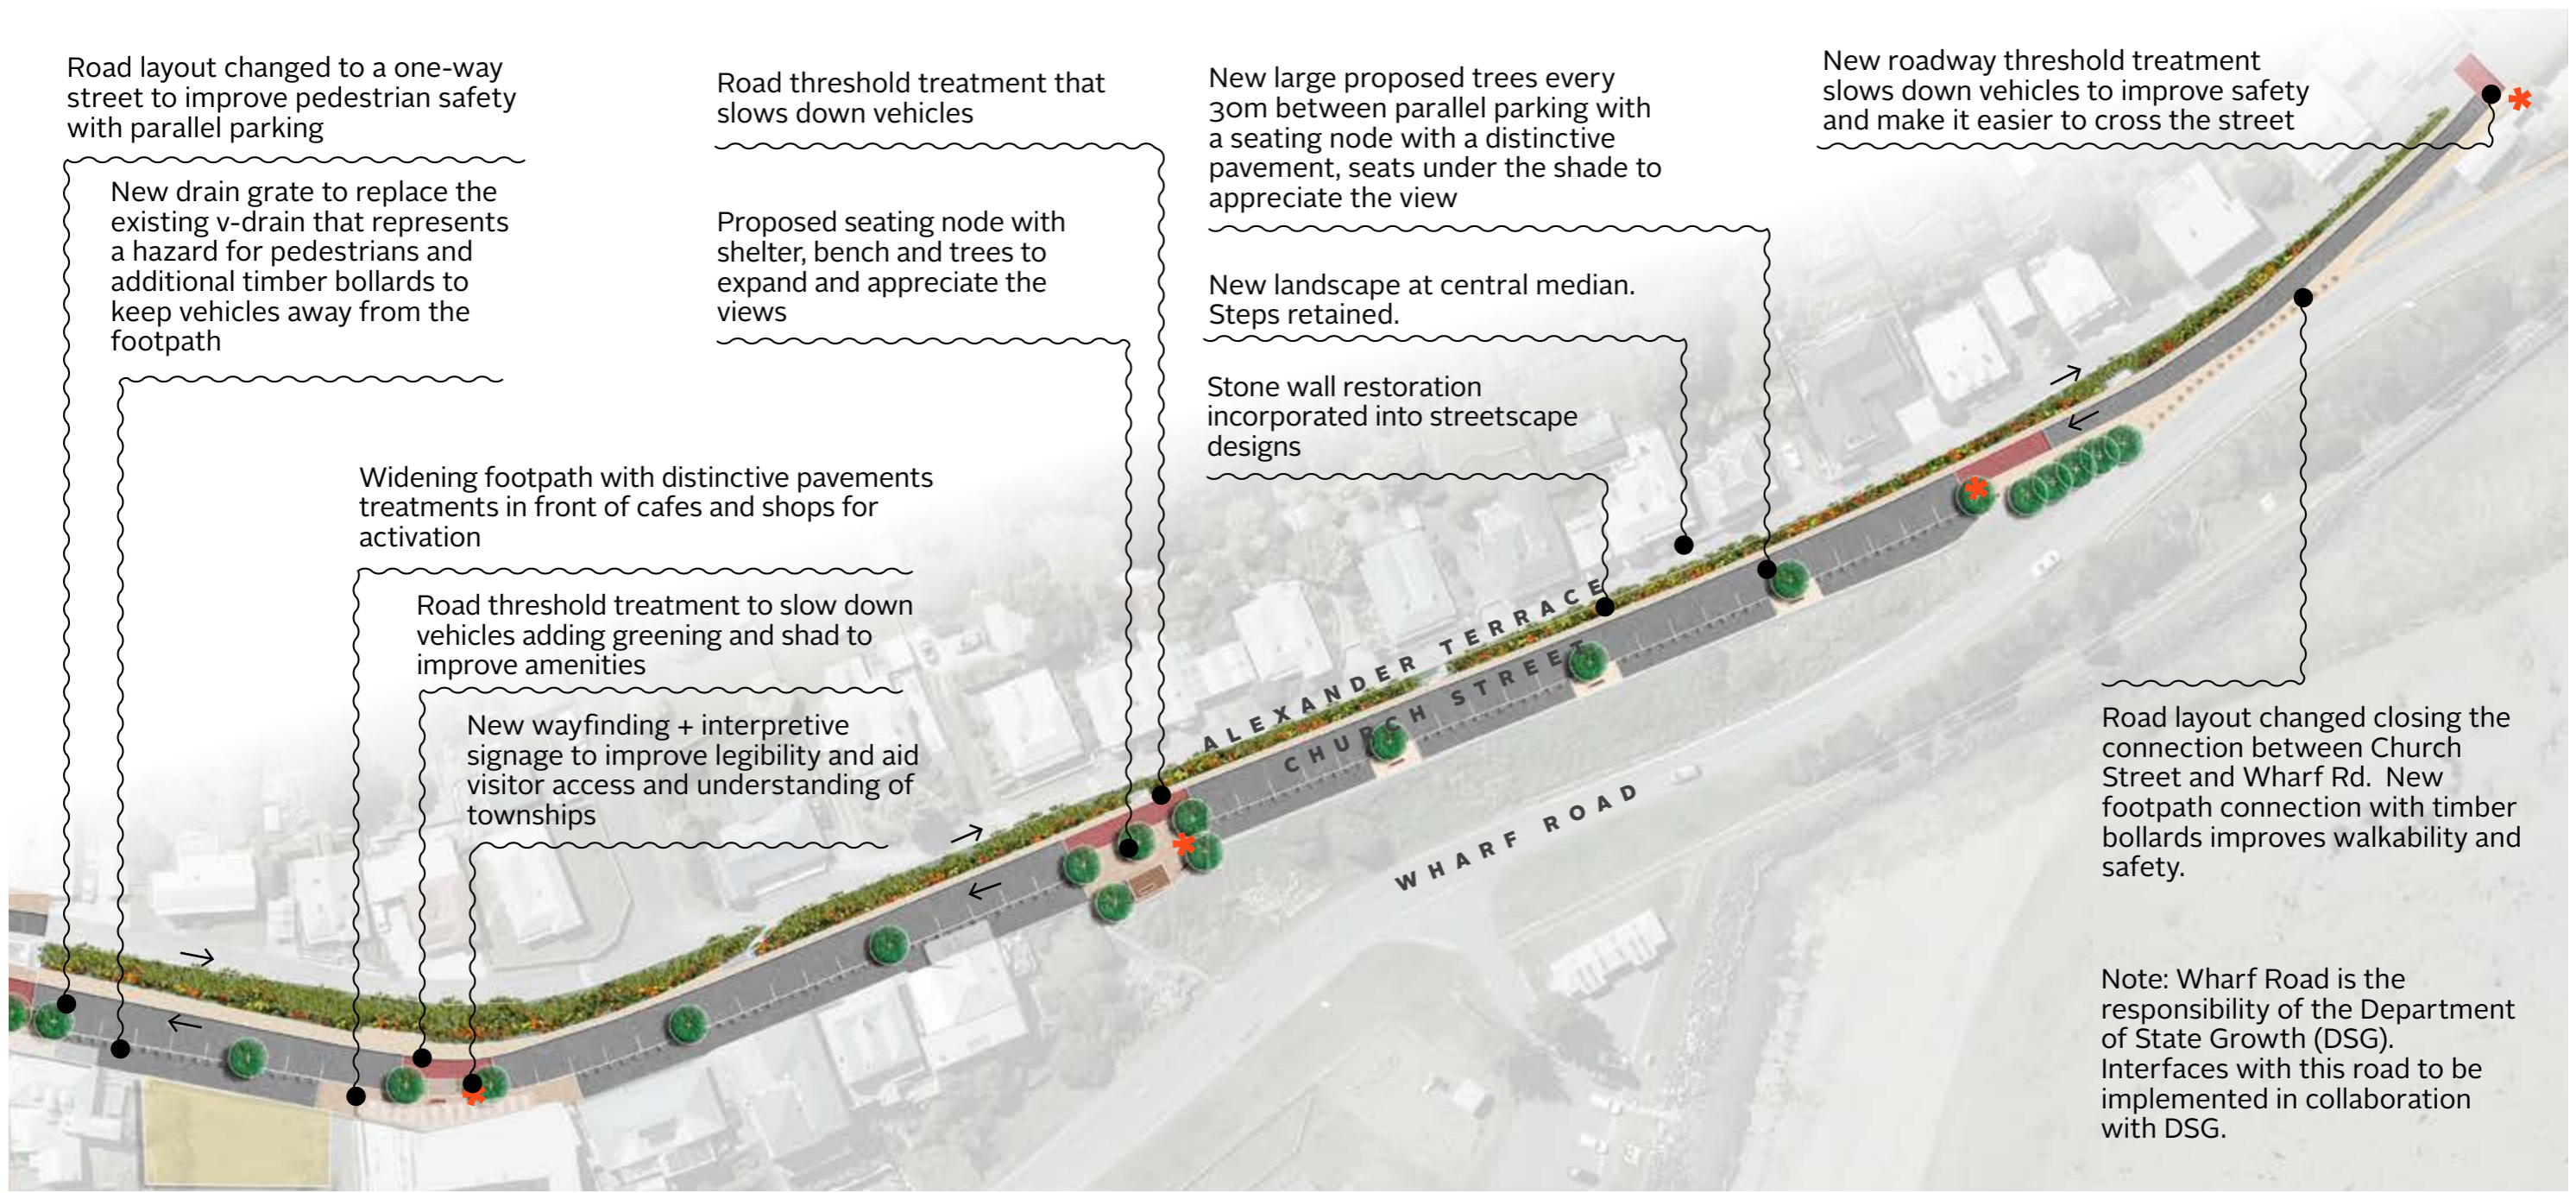 Road layout changed to a one-way
street to improve pedestrian safety
with parallel parking
New drain grate to replace the
existing v-drain that represents
a hazard for pedestrians and
additional timber bollards to
keep vehicles away from the
footpath
Widening footpath with distinctive pavements
treatments in front of cafes and shops for
activation
Road threshold treatment to slow down
vehicles adding greening and shad to
improve amenities
New wayfinding + interpretive
signage to improve legibility and aid
visitor access and understanding of
townships
Road threshold treatment that
slows down vehicles
Proposed seating node with
shelter, bench and trees to
expand and appreciate the
views
New large proposed trees every
30m between parallel parking with
a seating node with a distinctive
pavement, seats under the shade to
appreciate the view
New landscape at central median.
Steps retained.
Stone wall restoration
incorporated into streetscape
designs
New roadway threshold treatment
slows down vehicles to improve safety
and make it easier to cross the street
ALEXANDER TERRACE
CHURCH STREET
WHARF ROAD
Road layout changed closing the
connection between Church
Street and Wharf Rd. New
footpath connection with timber
bollards improves walkability and
safety.
Note: Wharf Road is the
responsibility of the Department
of State Growth (DSG).
Interfaces with this road to be
implemented in collaboration
with DSG.